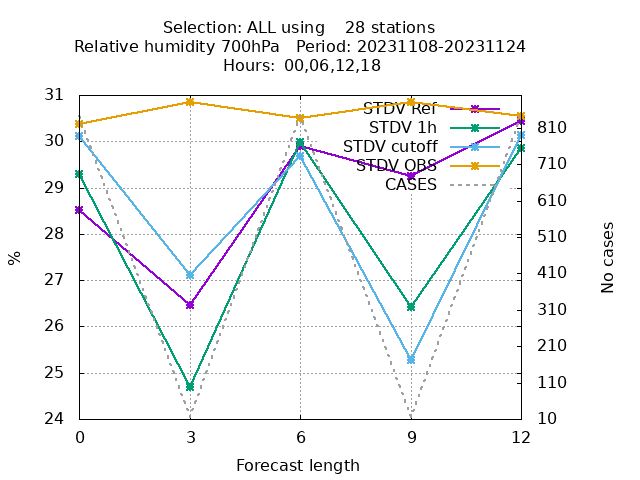 Selection: ALL using    28 stations
Relative humidity 700hPa   Period: 20231108-20231124
Hours: 00,06,12,18
31
30
29
28
27
26
25
24
%
STDV Ref
STDV 1h
STDV cutoff
STDV OBS
CASES
810
710
610
510
410
310
210
110
10
No cases
0 3 6 9 12
Forecast length